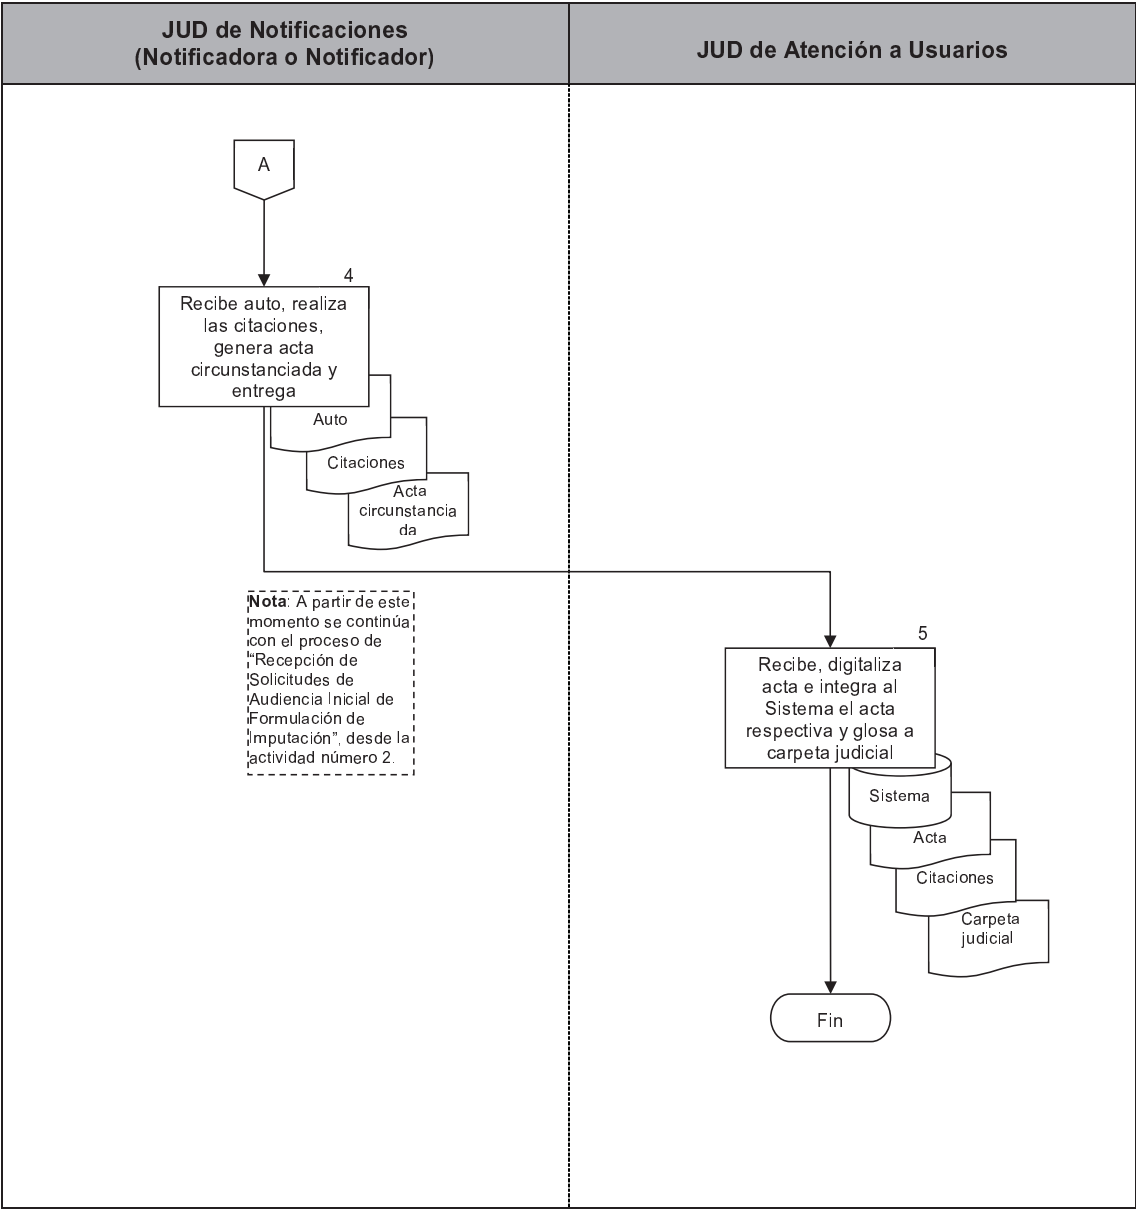 JUD de Notificaciones
(Notificadora o Notificador)
JUD de Atención a Usuarios
A
4
Recibe auto, realiza
las citaciones,
genera acta
circunstanciada y
entrega
Auto
Citaciones
Acta
circunstancia
da
Nota: A partir de este
momento se continúa
con el proceso de
“Recepción de
Solicitudes de
Audiencia Inicial de
Formulación de
Imputación”, desde la
actividad número 2.
5
Recibe, digitaliza
acta e integra al
Sistema el acta
respectiva y glosa a
carpeta judicial
Sistema
Acta
Citaciones
Carpeta
judicial
Fin